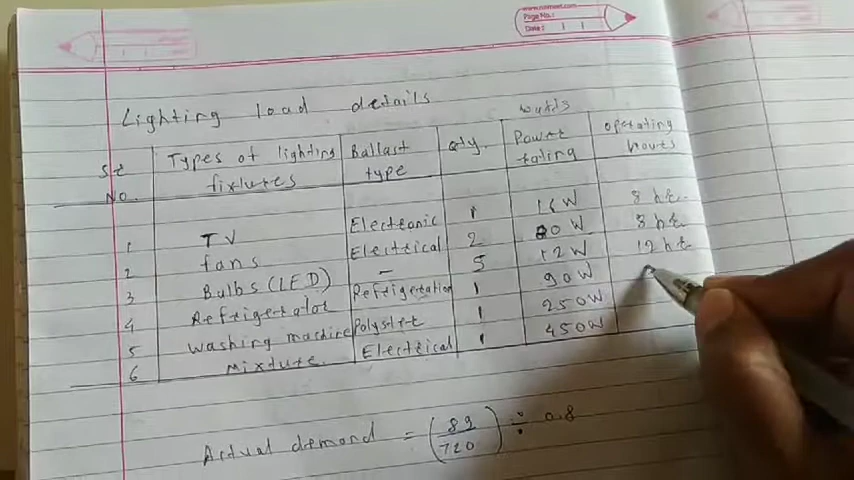 Page No.:
Date:
Lighting load details
Sr No. Types of lighting fixtures Ballast type qty. Power rating watts operating hours
1 TV Electronic 1 16W 8 hr.
2 fans Electrical 2 80W 8 hr.
3 Bulbs (LED) - 5 12W 12 hr
4 Refrigerator Refrigeration 1 90W
5 Washing machine 1 250W
6 mixture. Electrical 1 450W
Actual demand = (82/720) ÷ 0.8